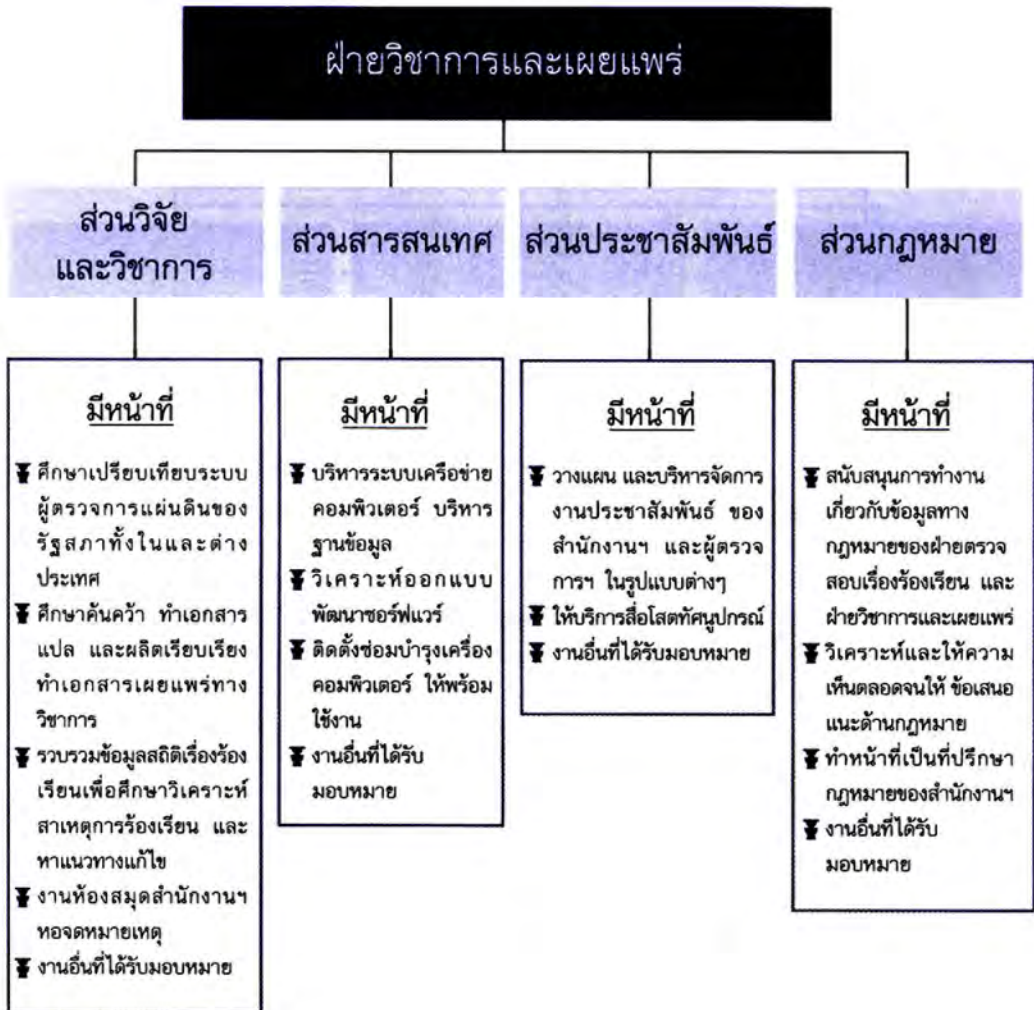 ฝ่ายวิชาการและเผยแพร่
ส่วนวิจัย
และวิชาการ
ส่วนสารสนเทศ
ส่วนประชาสัมพันธ์
ส่วนกฎหมาย
มีหน้าที่
ศึกษาเปรียบเทียบระบบ
ผู้ตรวจการแผ่นดินของ
รัฐสภาทั้งในและต่าง
ประเทศ
ศึกษาค้นคว้า ทำเอกสาร
แปล และผลิตเรียบเรียง
ทำเอกสารเผยแพร่ทาง
วิชาการ
รวบรวมข้อมูลสถิติเรื่องร้อง
เรียนเพื่อศึกษาวิเคราะห์
สาเหตุการร้องเรียน และ
หาแนวทางแก้ไข
งานห้องสมุดสำนักงานฯ
หอจดหมายเหตุ
งานอื่นที่ได้รับมอบหมาย
มีหน้าที่
บริหารระบบเครือข่าย
คอมพิวเตอร์ บริหาร
ฐานข้อมูล
วิเคราะห์ออกแบบ
พัฒนาซอร์ฟแวร์
ติดตั้งซ่อมบำรุงเครื่อง
คอมพิวเตอร์ ให้พร้อม
ใช้งาน
งานอื่นที่ได้รับ
มอบหมาย
มีหน้าที่
วางแผน และบริหารจัดการ
งานประชาสัมพันธ์ ของ
สำนักงานฯ และผู้ตรวจ
การฯ ในรูปแบบต่างๆ
ให้บริการสื่อโสตทัศนูปกรณ์
งานอื่นที่ได้รับมอบหมาย
มีหน้าที่
สนับสนุนการทำงาน
เกี่ยวกับข้อมูลทาง
กฎหมายของฝ่ายตรวจ
สอบเรื่องร้องเรียน และ
ฝ่ายวิชาการและเผยแพร่
วิเคราะห์และให้ความ
เห็นตลอดจนให้ ข้อเสนอ
แนะด้านกฎหมาย
ทำหน้าที่เป็นที่ปรึกษา
กฎหมายของสำนักงานฯ
งานอื่นที่ได้รับ
มอบหมาย